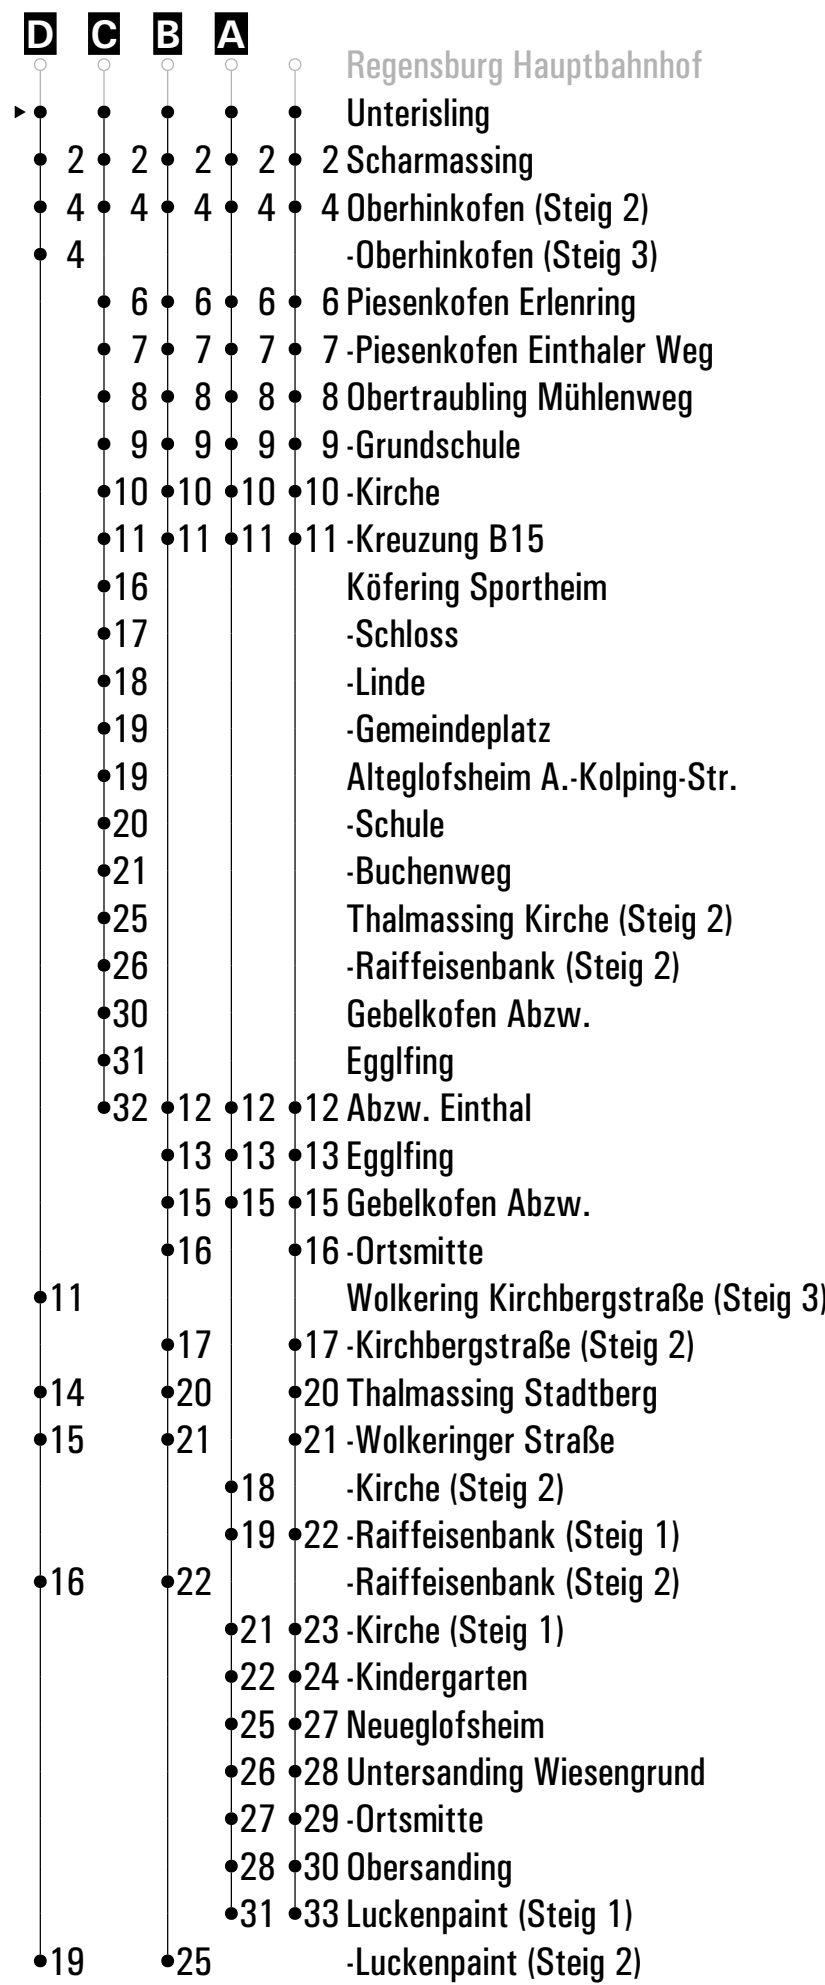 D C B A
Regensburg Hauptbahnhof
Unterisling
2 2 2 2 2 Scharmassing
4 4 4 4 4 Oberhinkofen (Steig 2)
4 -Oberhinkofen (Steig 3)
6 6 6 6 Piesenkofen Erlenring
7 7 7 7 -Piesenkofen Einthaler Weg
8 8 8 8 Obertraubling Mühlenweg
9 9 9 9 -Grundschule
10 10 10 10 -Kirche
11 11 11 11 -Kreuzung B15
16 Köfering Sportheim
17 -Schloss
18 -Linde
19 -Gemeindeplatz
19 Alteglofsheim A.-Kolping-Str.
20 -Schule
21 -Buchenweg
25 Thalmassing Kirche (Steig 2)
26 -Raiffeisenbank (Steig 2)
30 Gebelkofen Abzw.
31 Egglfing
32 12 12 12 Abzw. Einthal
13 13 13 Egglfing
15 15 15 Gebelkofen Abzw.
16 16 -Ortsmitte
11 Wolkering Kirchbergstraße (Steig 3)
17 17 -Kirchbergstraße (Steig 2)
14 20 20 Thalmassing Stadtberg
15 21 21 -Wolkeringer Straße
18 -Kirche (Steig 2)
19 22 -Raiffeisenbank (Steig 1)
16 22 -Raiffeisenbank (Steig 2)
21 23 -Kirche (Steig 1)
22 24 -Kindergarten
25 27 Neueglofsheim
26 28 Untersanding Wiesengrund
27 29 -Ortsmitte
28 30 Obersanding
31 33 Luckenpaint (Steig 1)
19 25 -Luckenpaint (Steig 2)